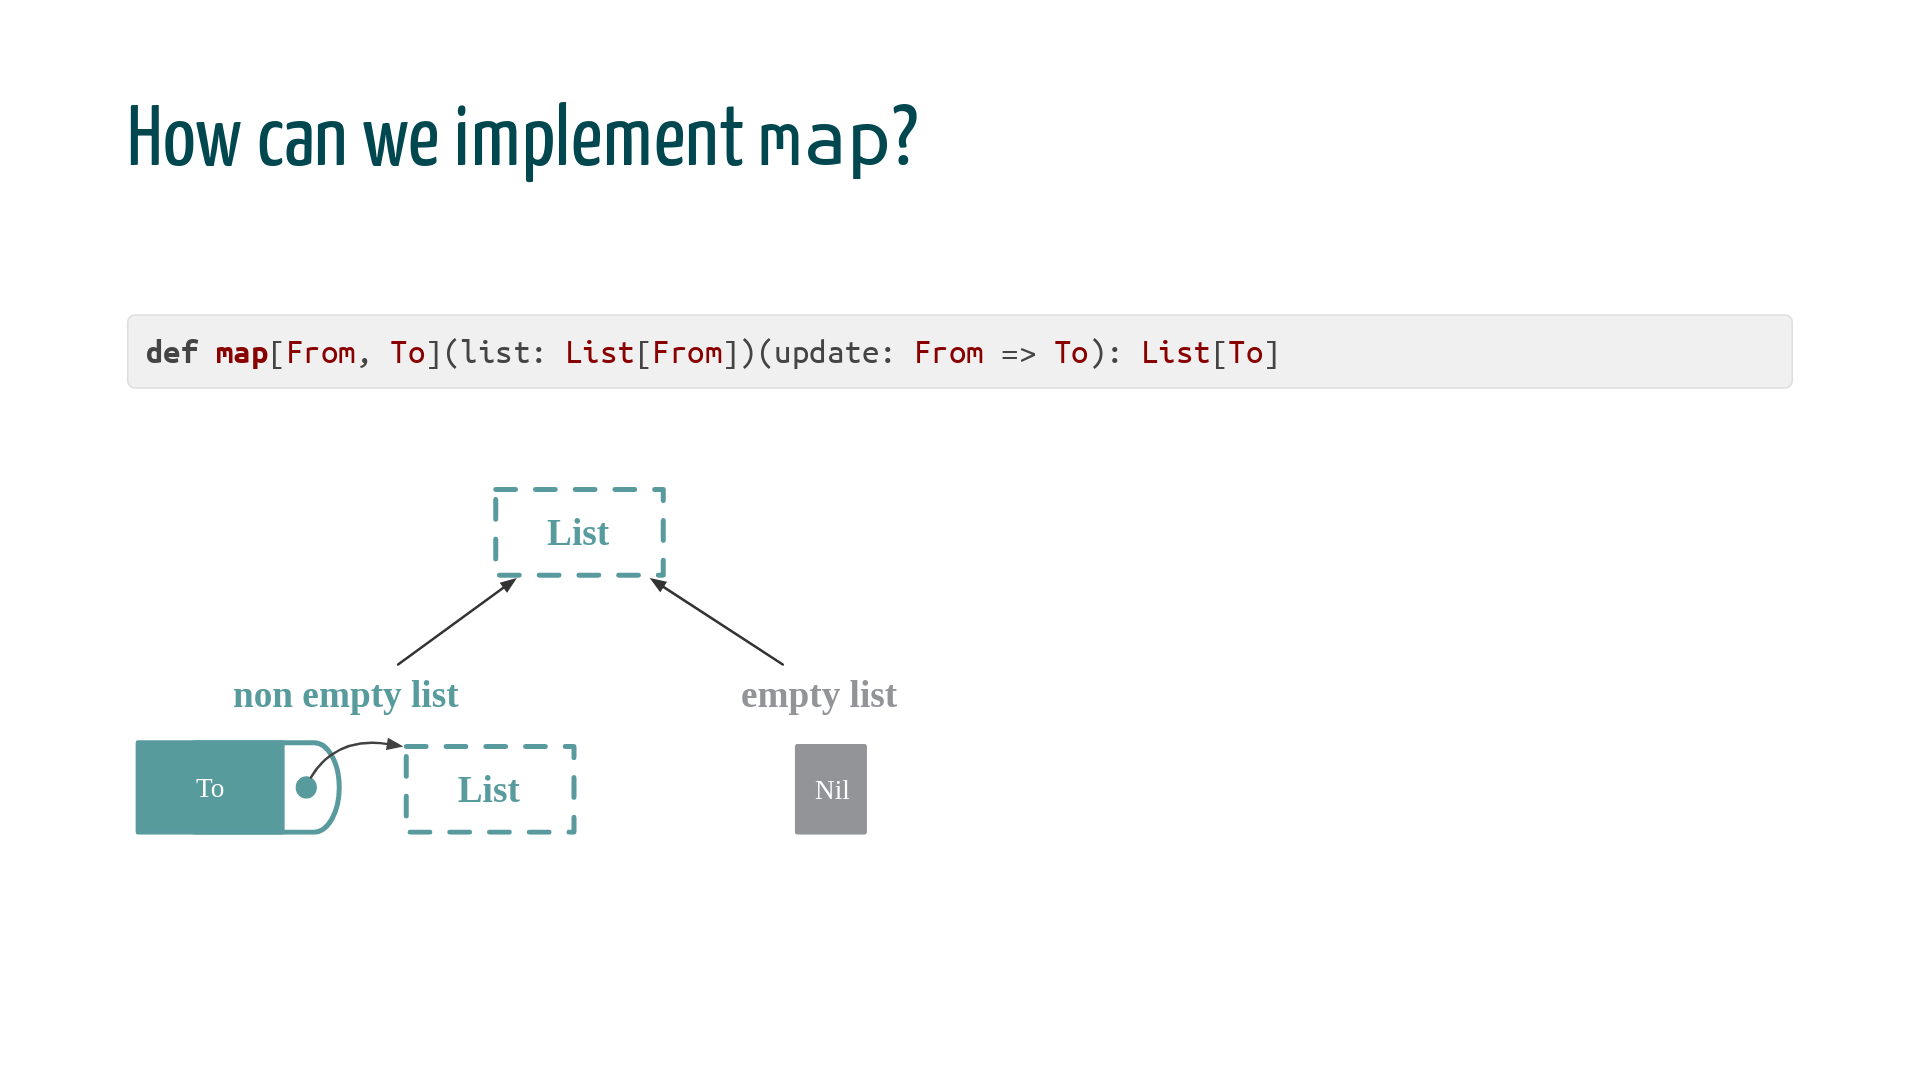 How can we implement map?
def map[From, To](list: List[From])(update: From => To): List[To]
List
non empty list
empty list
To
List
Nil